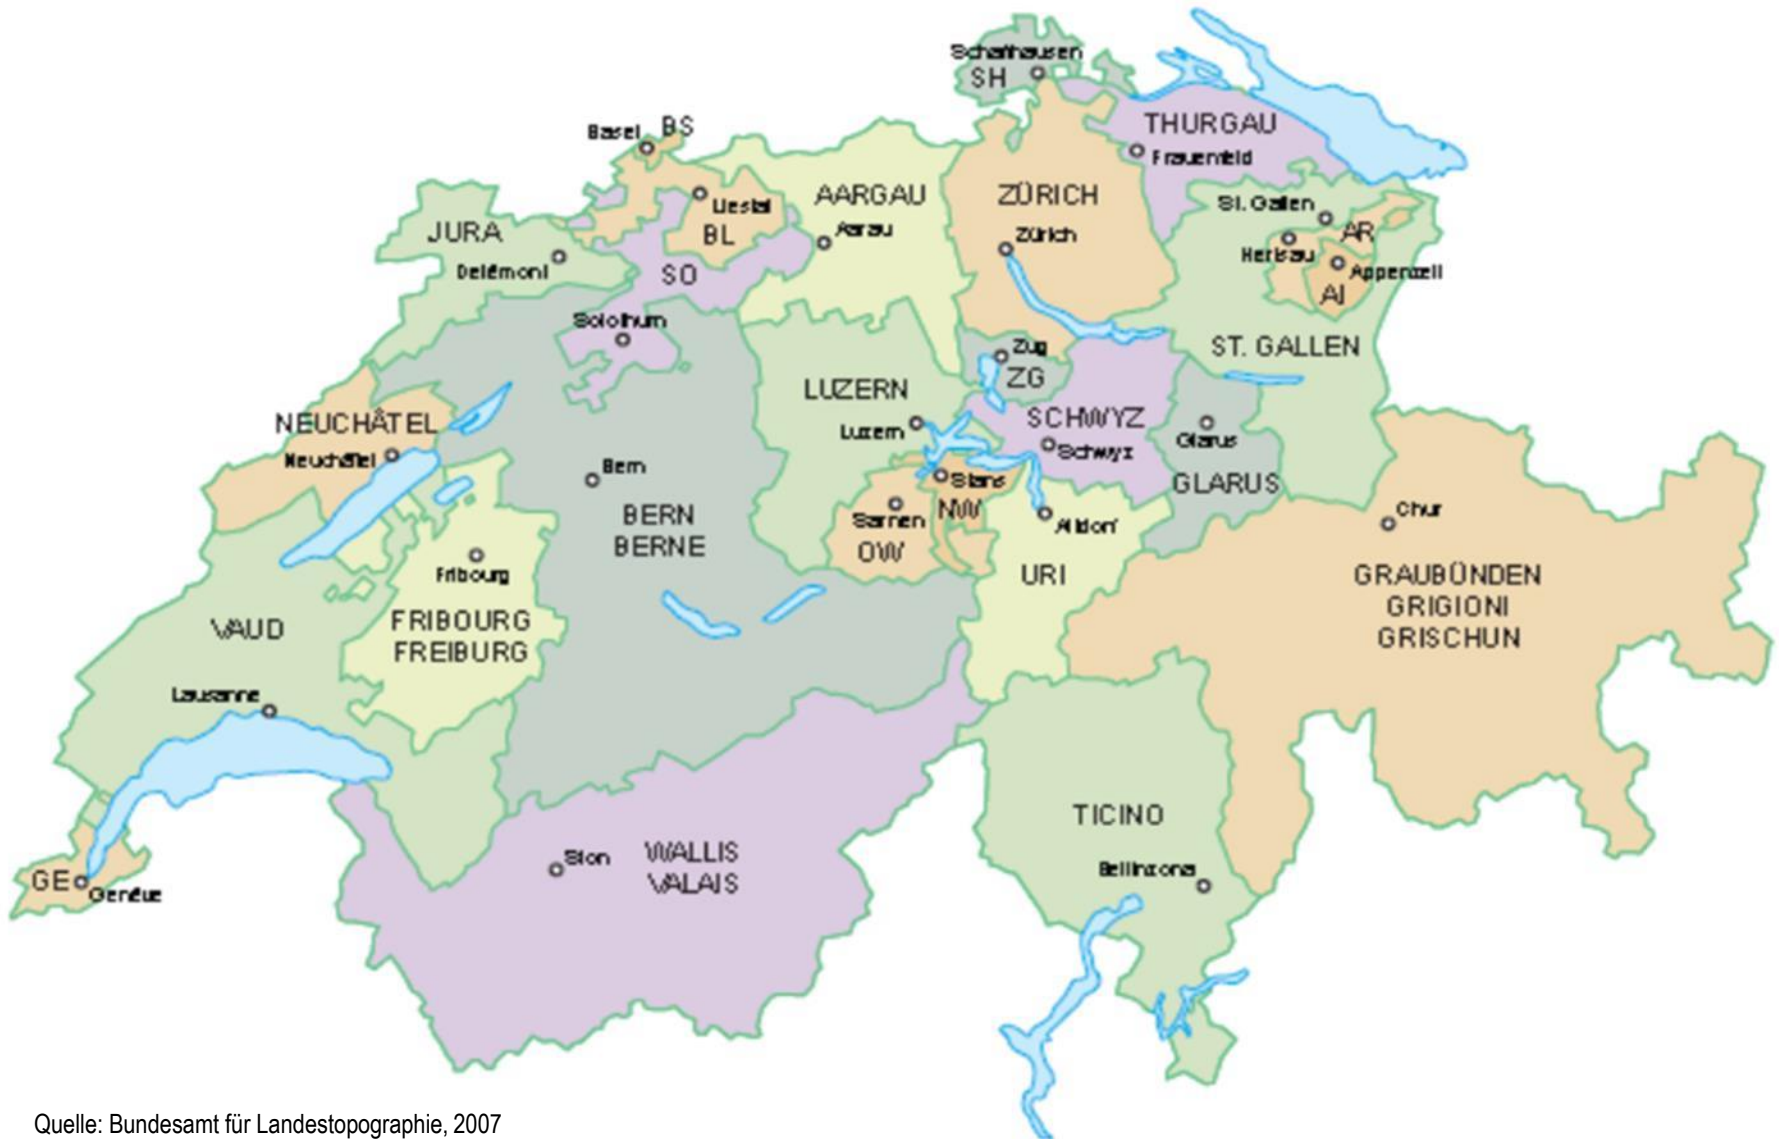 Schaffhausen
SH
BS
Basel
THURGAU
Frauenfeld
AARGAU
ZÜRICH
Liestal
BL
St. Gallen
JURA
Aarau
Zürich
AR
Herisau
Delémont
SO
Appenzell
AI
Solothurn
Zug
ST. GALLEN
ZG
LUZERN
NEUCHÂTEL
SCHWYZ
Luzern
Glarus
Neuchâtel
Schwyz
Bern
Stans
GLARUS
NW
Chur
BERN
BERNE
Sarnen
Altdorf
OW
Fribourg
URI
GRAUBÜNDEN
GRIGIONI
GRISCHUN
VAUD
FRIBOURG
FREIBURG
Lausanne
TICINO
Sion
WALLIS
VALAIS
Bellinzona
GE
Genéve
Quelle: Bundesamt für Landestopographie, 2007